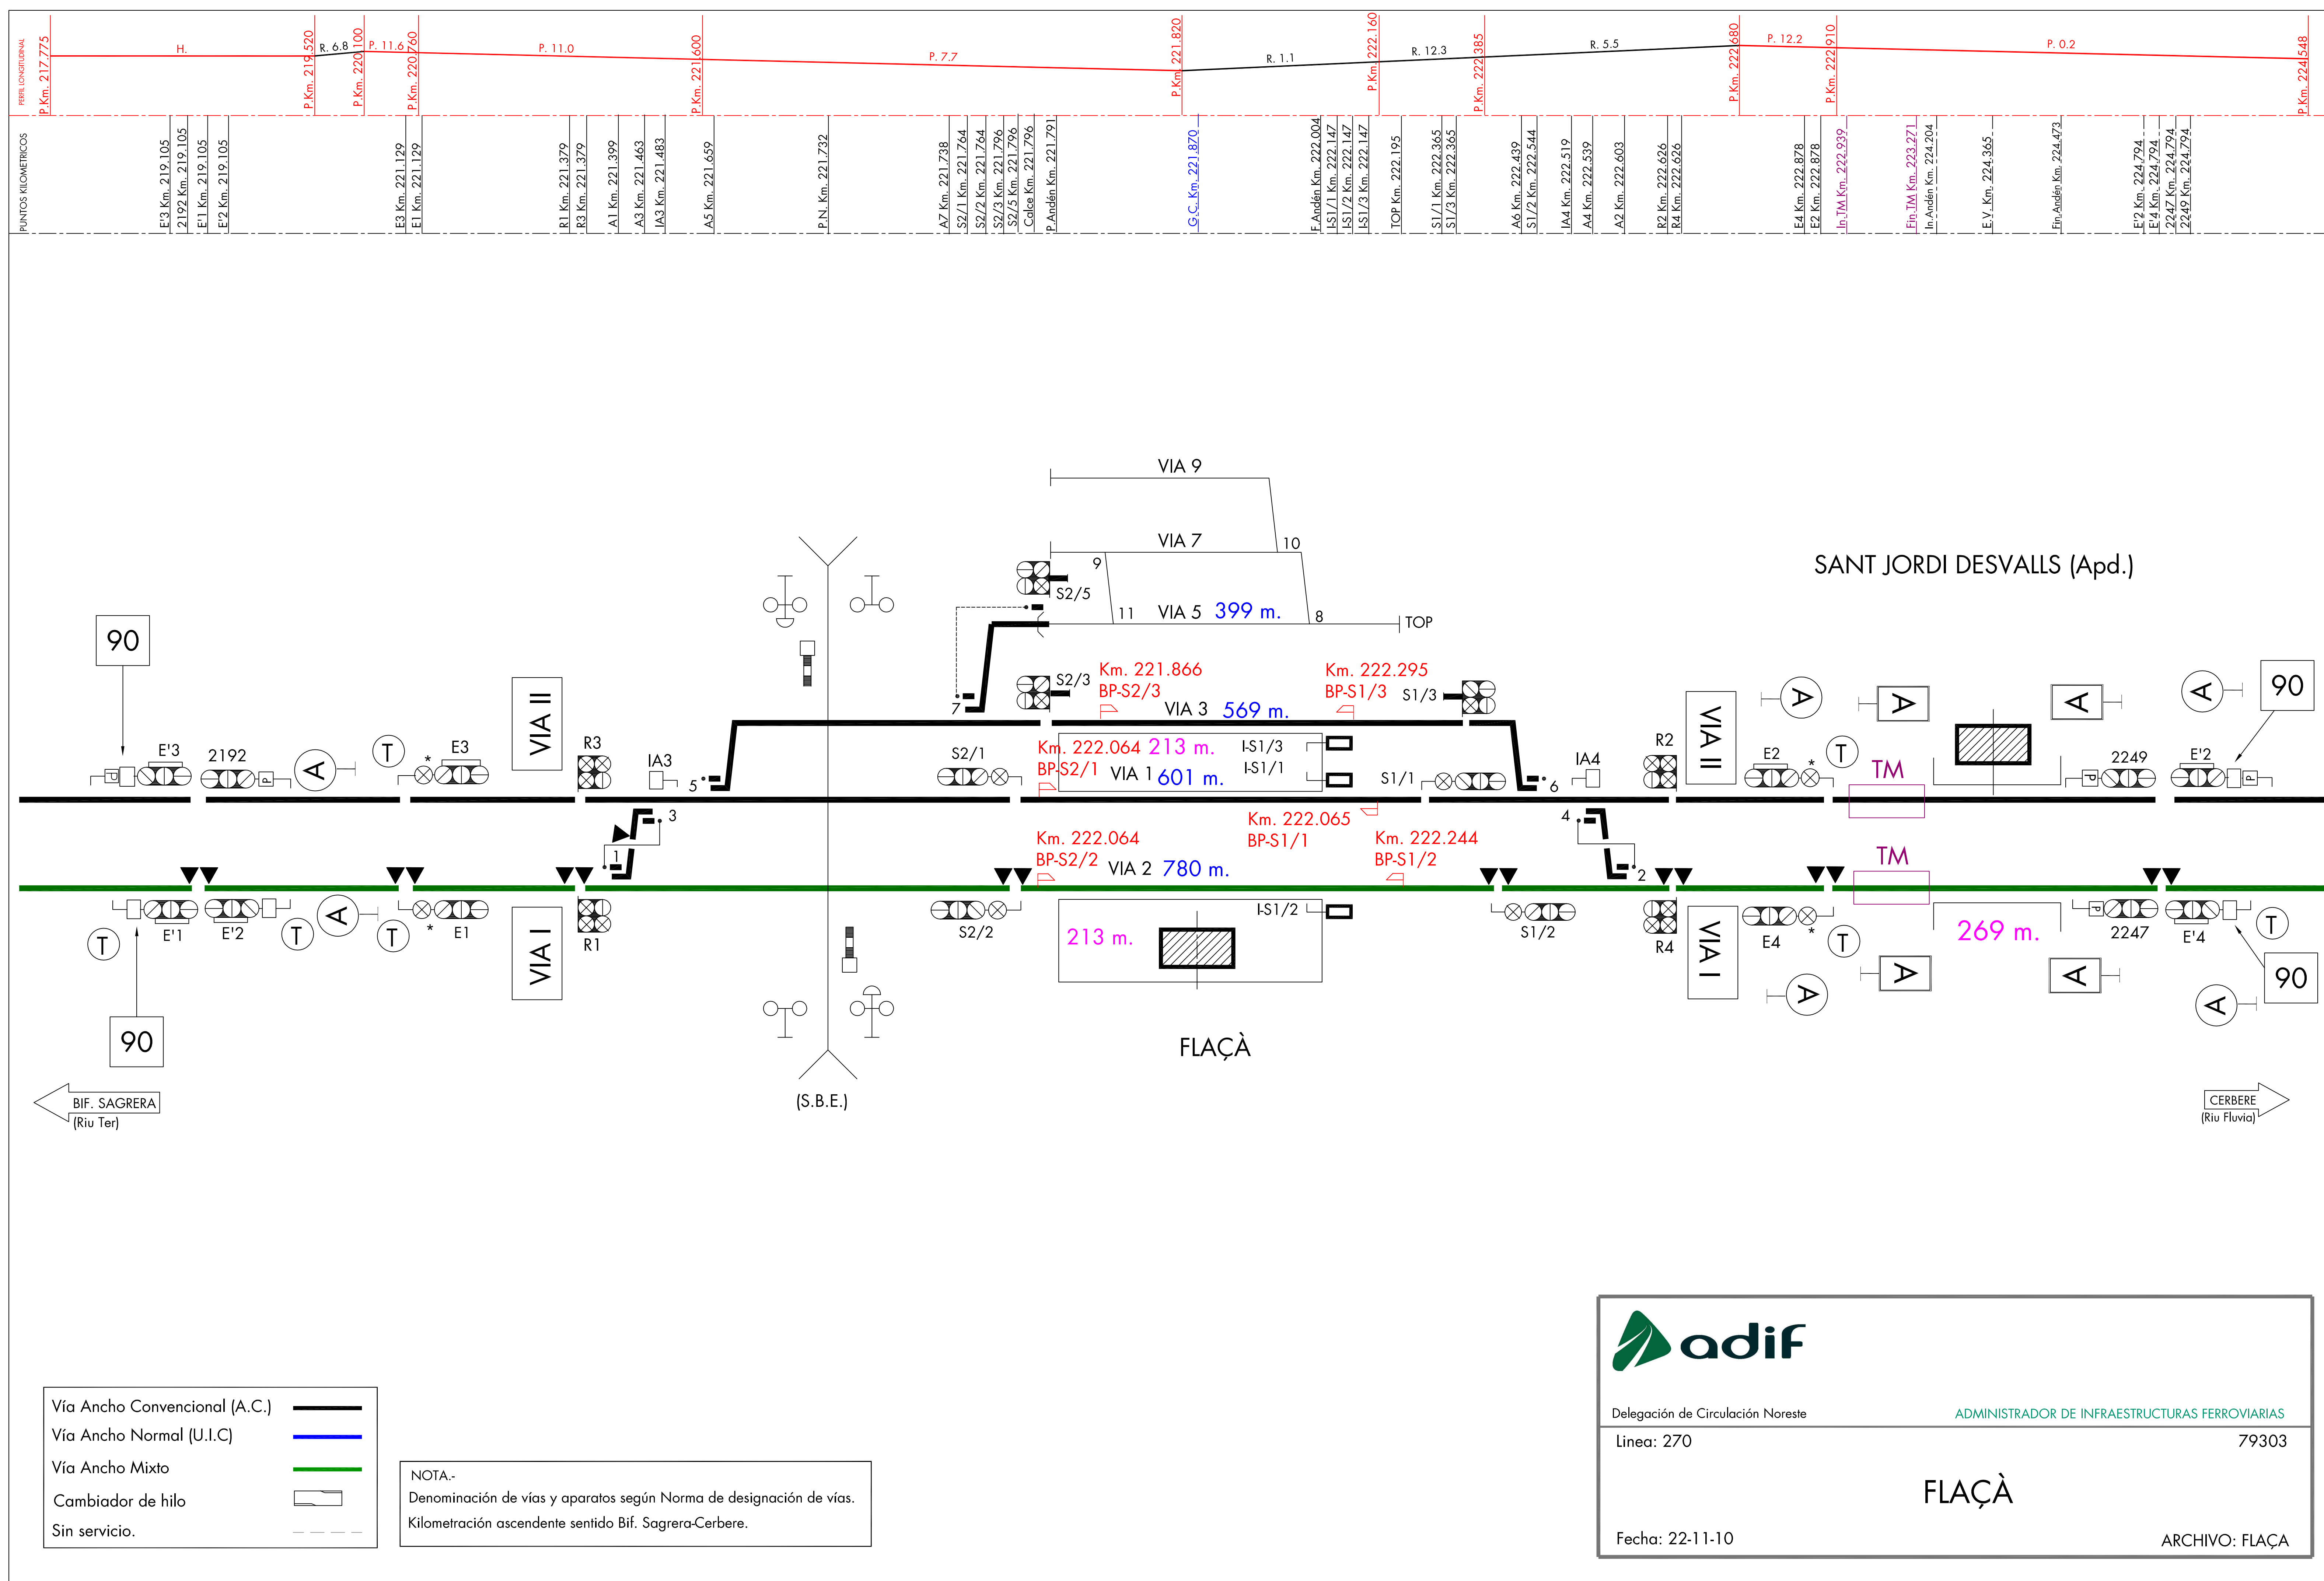 PERFIL LONGITUDINAL
P.Km. 217.775
H.
P.Km. 219.520
R. 6.8
P.Km. 220.100
P. 11.6
P.Km. 220.760
P. 11.0
P.Km. 221.600
P. 7.7
P.Km. 221.820
R. 1.1
P.Km. 222.160
R. 12.3
P.Km. 222.385
R. 5.5
P.Km. 222.680
P. 12.2
P.Km. 222.910
P. 0.2
P.Km. 224.548
PUNTOS KILOMETRICOS
E'3 Km. 219.105
2192 Km. 219.105
E'1 Km. 219.105
E'2 Km. 219.105
E3 Km. 221.129
E1 Km. 221.129
R1 Km. 221.379
R3 Km. 221.379
A1 Km. 221.399
A3 Km. 221.463
IA3 Km. 221.483
A5 Km. 221.659
P.N. Km. 221.732
A7 Km. 221.738
S2/1 Km. 221.764
S2/2 Km. 221.764
S2/3 Km. 221.796
S2/5 Km. 221.796
Calce Km. 221.796
P.Andén Km. 221.791
G.C. Km. 221.870
F.Andén Km. 222.004
I-S1/1 Km. 222.147
I-S1/2 Km. 222.147
I-S1/3 Km. 222.147
TOP Km. 222.195
S1/1 Km. 222.365
S1/3 Km. 222.365
A6 Km. 222.439
S1/2 Km. 222.544
IA4 Km. 222.519
A4 Km. 222.539
A2 Km. 222.603
R2 Km. 222.626
R4 Km. 222.626
E4 Km. 222.878
E2 Km. 222.878
In.TM Km. 222.939
Fin.TM Km. 223.271
In.Andén Km. 224.204
E.V. Km. 224.365
Fin.Andén Km. 224.473
E'2 Km. 224.794
E'4 Km. 224.794
2247 Km. 224.794
2249 Km. 224.794
VIA 9
VIA 7
10
9
SANT JORDI DESVALLS (Apd.)
S2/5
11
VIA 5
399 m.
8
TOP
90
Km. 221.866
BP-S2/3
Km. 222.295
BP-S1/3
S2/3
S1/3
7
VIA 3
569 m.
A
A
A
A
90
VIA II
VIA II
E'3
2192
A
T
*
E3
R3
IA3
5
S2/1
Km. 222.064
BP-S2/1
213 m.
VIA 1
601 m.
I-S1/3
I-S1/1
S1/1
6
IA4
R2
E2
*
T
TM
2249
E'2
P
P
P
P
3
1
Km. 222.064
BP-S2/2
VIA 2
780 m.
Km. 222.065
BP-S1/1
Km. 222.244
BP-S1/2
4
2
TM
T
E'1
E'2
T
A
T
*
E1
VIA I
R1
S2/2
213 m.
I-S1/2
S1/2
R4
VIA I
E4
*
T
269 m.
P
2247
E'4
T
A
A
A
A
90
90
FLAÇÀ
BIF. SAGRERA
(Riu Ter)
(S.B.E.)
CERBERE
(Riu Fluvia)
adif
Delegación de Circulación Noreste
ADMINISTRADOR DE INFRAESTRUCTURAS FERROVIARIAS
Linea: 270
79303
FLAÇÀ
Fecha: 22-11-10
ARCHIVO: FLAÇA
Vía Ancho Convencional (A.C.)
Vía Ancho Normal (U.I.C)
Vía Ancho Mixto
Cambiador de hilo
Sin servicio.
NOTA.-
Denominación de vías y aparatos según Norma de designación de vías.
Kilometración ascendente sentido Bif. Sagrera-Cerbere.